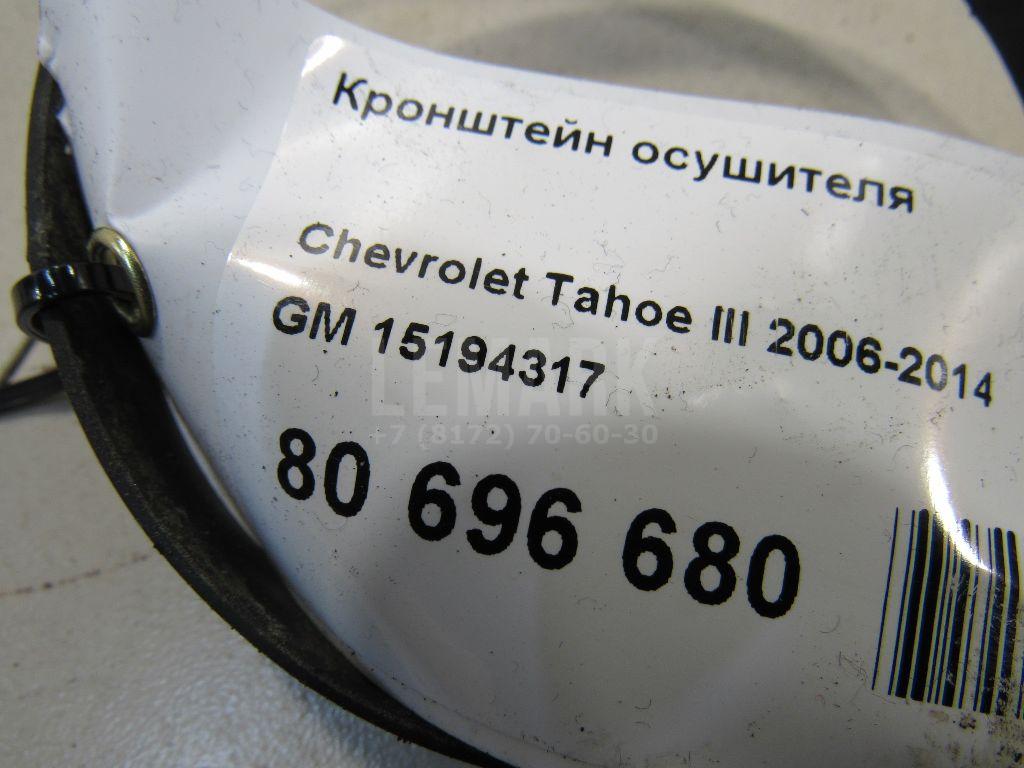 Кронштейн осушителя
Chevrolet Tahoe III 2006-2014
GM 15194317
LEMARK
+7 (8172) 70-60-30
80 696 680